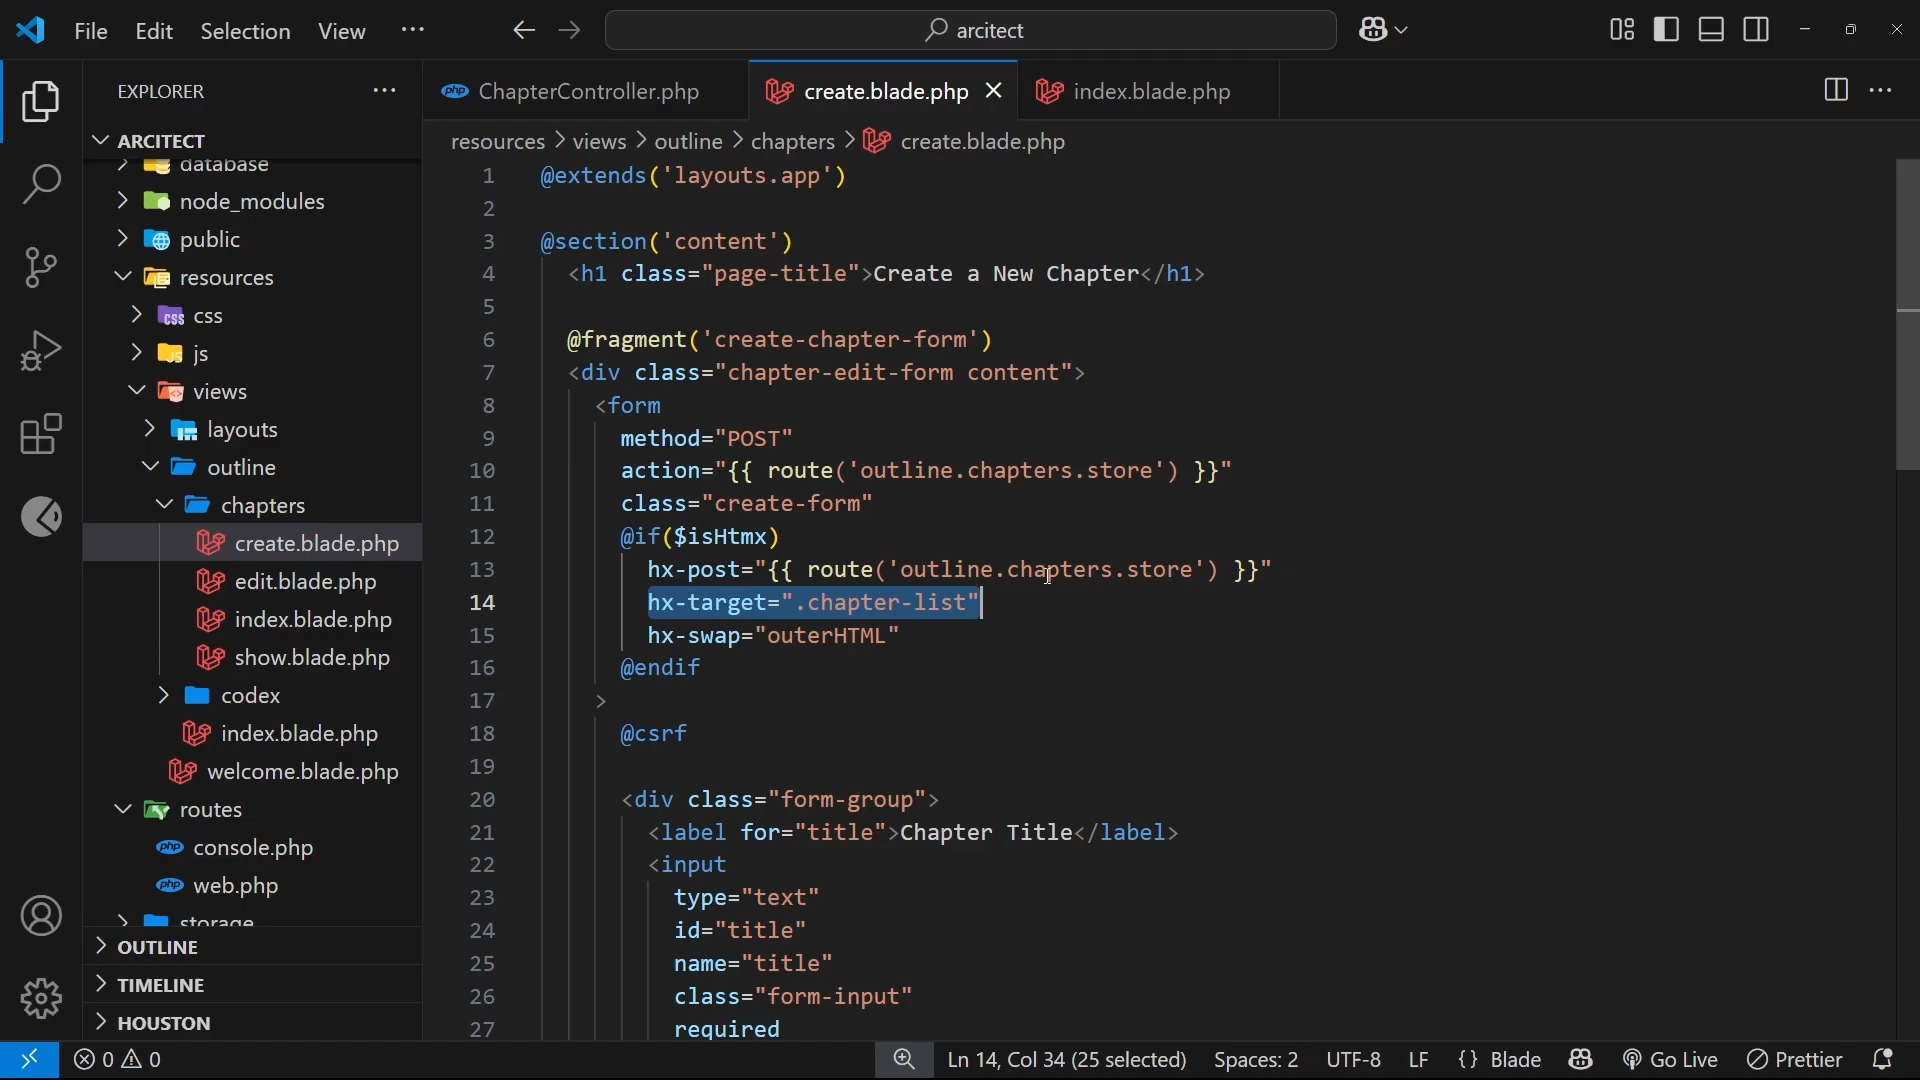 File Edit Selection View ··· arcitect
EXPLORER ···
ChapterController.php create.blade.php index.blade.php ···
ARCITECT
resources > views > outline > chapters > create.blade.php
database
node_modules
public
resources
css
js
views
layouts
outline
chapters
create.blade.php
edit.blade.php
index.blade.php
show.blade.php
codex
index.blade.php
welcome.blade.php
routes
console.php
web.php
storage
OUTLINE
TIMELINE
HOUSTON
1 @extends('layouts.app')
2
3 @section('content')
4 <h1 class="page-title">Create a New Chapter</h1>
5
6 @fragment('create-chapter-form')
7 <div class="chapter-edit-form content">
8 <form
9 method="POST"
10 action="{{ route('outline.chapters.store') }}"
11 class="create-form"
12 @if($isHtmx)
13 hx-post="{{ route('outline.chapters.store') }}"
14 hx-target=".chapter-list"
15 hx-swap="outerHTML"
16 @endif
17 >
18 @csrf
19
20 <div class="form-group">
21 <label for="title">Chapter Title</label>
22 <input
23 type="text"
24 id="title"
25 name="title"
26 class="form-input"
27 required
0 0 Ln 14, Col 34 (25 selected) Spaces: 2 UTF-8 LF {} Blade Go Live Prettier